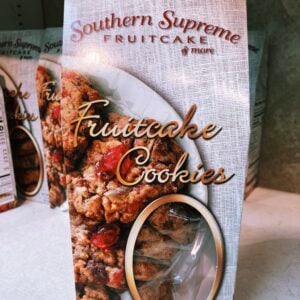 Southern Supreme
FRUITCAKE
& more
Fruitcake
Cookies